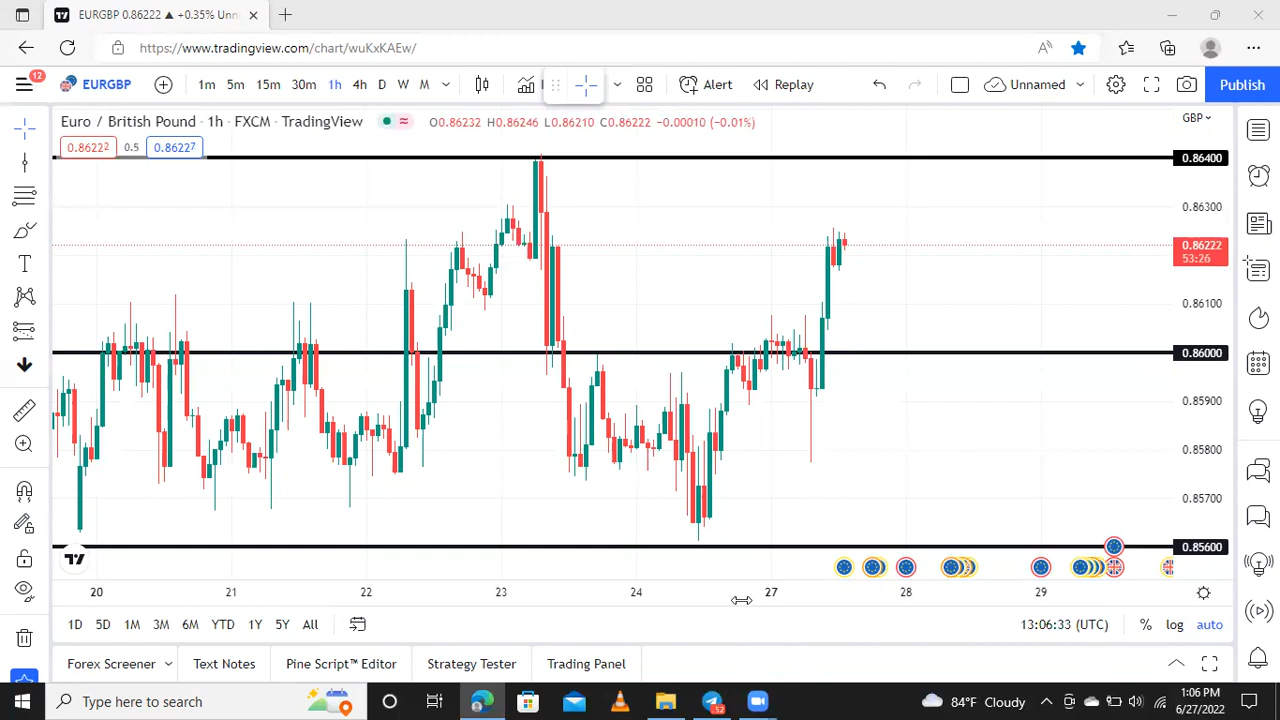 EURGBP 0.86222 ▲ +0.35% Unn
https://www.tradingview.com/chart/wuKxKAEw/
12
EURGBP 1m 5m 15m 30m 1h 4h D W M Alert Replay Unnamed Publish
Euro / British Pound · 1h · FXCM · TradingView O0.86232 H0.86246 L0.86210 C0.86222 −0.00010 (−0.01%) GBP
0.86222 0.5 0.86227
0.86400
0.86300
0.86222
53:26
0.86100
0.86000
0.85900
0.85800
0.85700
0.85600
20 21 22 23 24 27 28 29
1D 5D 1M 3M 6M YTD 1Y 5Y All 13:06:33 (UTC) % log auto
Forex Screener Text Notes Pine Script™ Editor Strategy Tester Trading Panel
Type here to search 52 84°F Cloudy 1:06 PM
6/27/2022